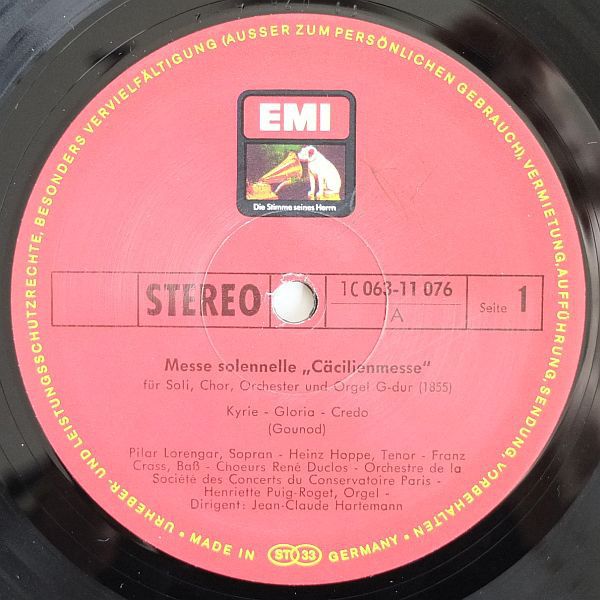 URHEBER- UND LEISTUNGSSCHUTZRECHTE, BESONDERS VERVIELFÄLTIGUNG (AUSSER ZUM PERSÖNLICHEN GEBRAUCH), VERMIETUNG, AUFFÜHRUNG, SENDUNG, VORBEHALTEN
EMI
Die Stimme seines Herrn
STEREO
1C 063-11 076
A
Seite 1
Messe solennelle „Cäcilienmesse"
für Soli, Chor, Orchester und Orgel G-dur (1855)
Kyrie - Gloria - Credo
(Gounod)
Pilar Lorengar, Sopran - Heinz Hoppe, Tenor - Franz
Crass, Baß - Choeurs René Duclos - Orchestre de la
Société des Concerts du Conservatoire Paris -
Henriette Puig-Roget, Orgel -
Dirigent: Jean-Claude Hartemann
• MADE IN ST 33 GERMANY •